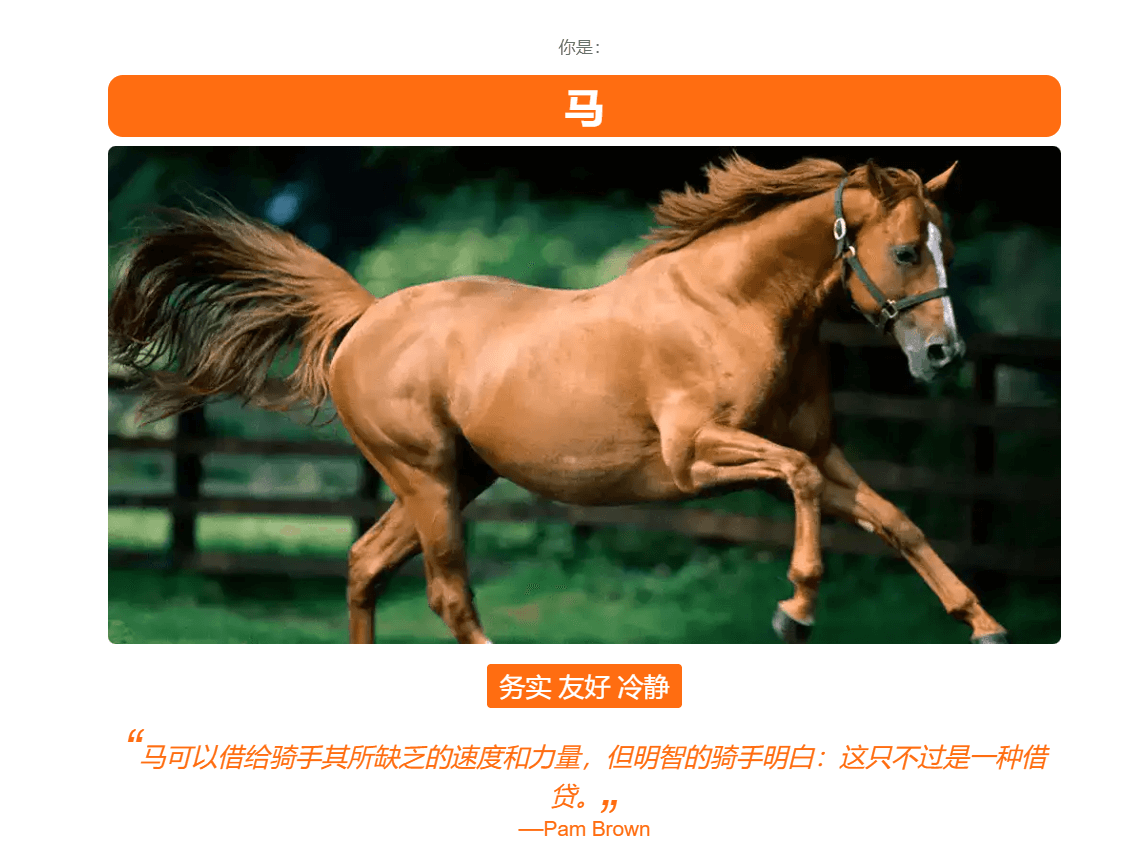 你是：
马
务实 友好 冷静
“马可以借给骑手其所缺乏的速度和力量，但明智的骑手明白：这只不过是一种借
贷。”
—Pam Brown